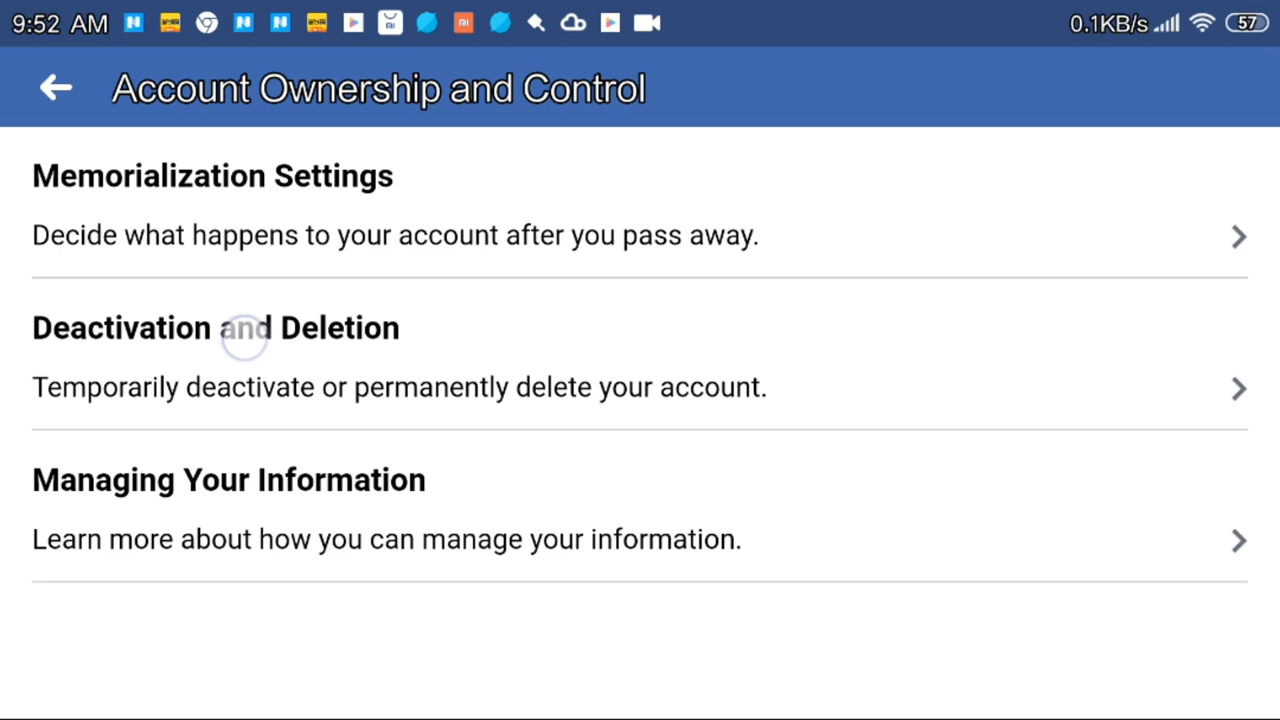 9:52 AM
0.1KB/s
57
Account Ownership and Control
Memorialization Settings
Decide what happens to your account after you pass away.
Deactivation and Deletion
Temporarily deactivate or permanently delete your account.
Managing Your Information
Learn more about how you can manage your information.